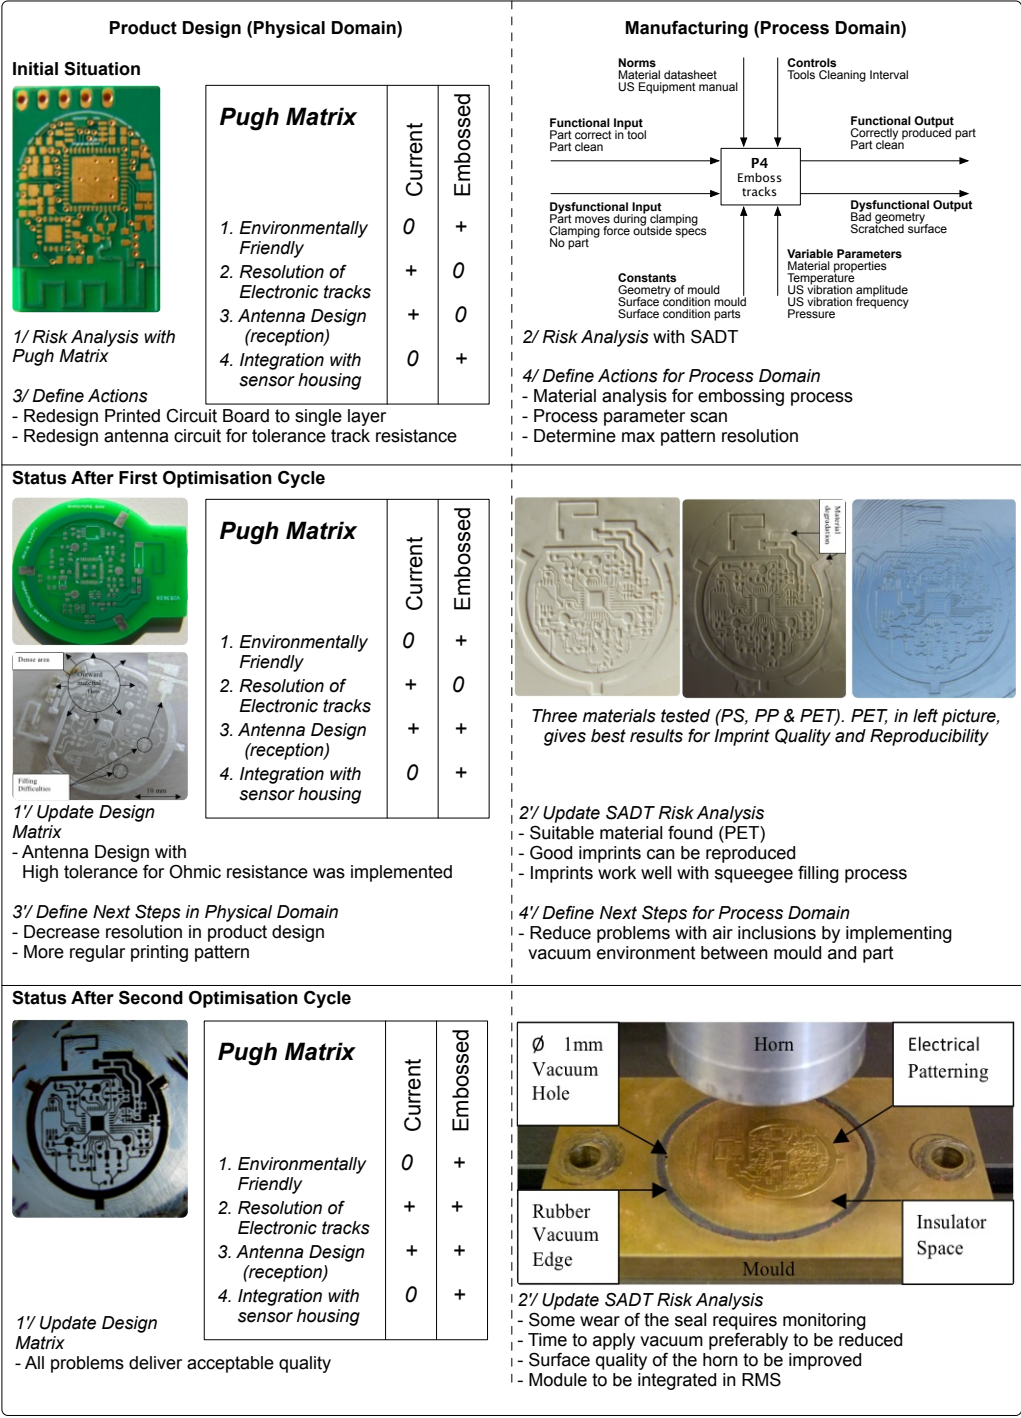 Product Design (Physical Domain)
Manufacturing (Process Domain)
Initial Situation
Pugh Matrix
Current
Embossed
1. Environmentally
Friendly
0 +
2. Resolution of
Electronic tracks
+ 0
3. Antenna Design
(reception)
+ 0
4. Integration with
sensor housing
0 +
1/ Risk Analysis with
Pugh Matrix
3/ Define Actions
- Redesign Printed Circuit Board to single layer
- Redesign antenna circuit for tolerance track resistance
Norms
Material datasheet
US Equipment manual
Controls
Tools Cleaning Interval
Functional Input
Part correct in tool
Part clean
Functional Output
Correctly produced part
Part clean
P4
Emboss
tracks
Dysfunctional Input
Part moves during clamping
Clamping force outside specs
No part
Dysfunctional Output
Bad geometry
Scratched surface
Constants
Geometry of mould
Surface condition mould
Surface condition parts
Variable Parameters
Material properties
Temperature
US vibration amplitude
US vibration frequency
Pressure
2/ Risk Analysis with SADT
4/ Define Actions for Process Domain
- Material analysis for embossing process
- Process parameter scan
- Determine max pattern resolution
Status After First Optimisation Cycle
Pugh Matrix
Current
Embossed
1. Environmentally
Friendly
0 +
2. Resolution of
Electronic tracks
+ 0
3. Antenna Design
(reception)
+ +
4. Integration with
sensor housing
0 +
Dense area
Outward
material
flow
Filling
Difficulties
10 mm
1'/ Update Design
Matrix
- Antenna Design with
High tolerance for Ohmic resistance was implemented
3'/ Define Next Steps in Physical Domain
- Decrease resolution in product design
- More regular printing pattern
Material
degradation
Three materials tested (PS, PP & PET). PET, in left picture,
gives best results for Imprint Quality and Reproducibility
2'/ Update SADT Risk Analysis
- Suitable material found (PET)
- Good imprints can be reproduced
- Imprints work well with squeegee filling process
4'/ Define Next Steps for Process Domain
- Reduce problems with air inclusions by implementing
vacuum environment between mould and part
Status After Second Optimisation Cycle
Pugh Matrix
Current
Embossed
1. Environmentally
Friendly
0 +
2. Resolution of
Electronic tracks
+ +
3. Antenna Design
(reception)
+ +
4. Integration with
sensor housing
0 +
1'/ Update Design
Matrix
- All problems deliver acceptable quality
Ø 1mm
Vacuum
Hole
Horn
Electrical
Patterning
Rubber
Vacuum
Edge
Insulator
Space
Mould
2'/ Update SADT Risk Analysis
- Some wear of the seal requires monitoring
- Time to apply vacuum preferably to be reduced
- Surface quality of the horn to be improved
- Module to be integrated in RMS